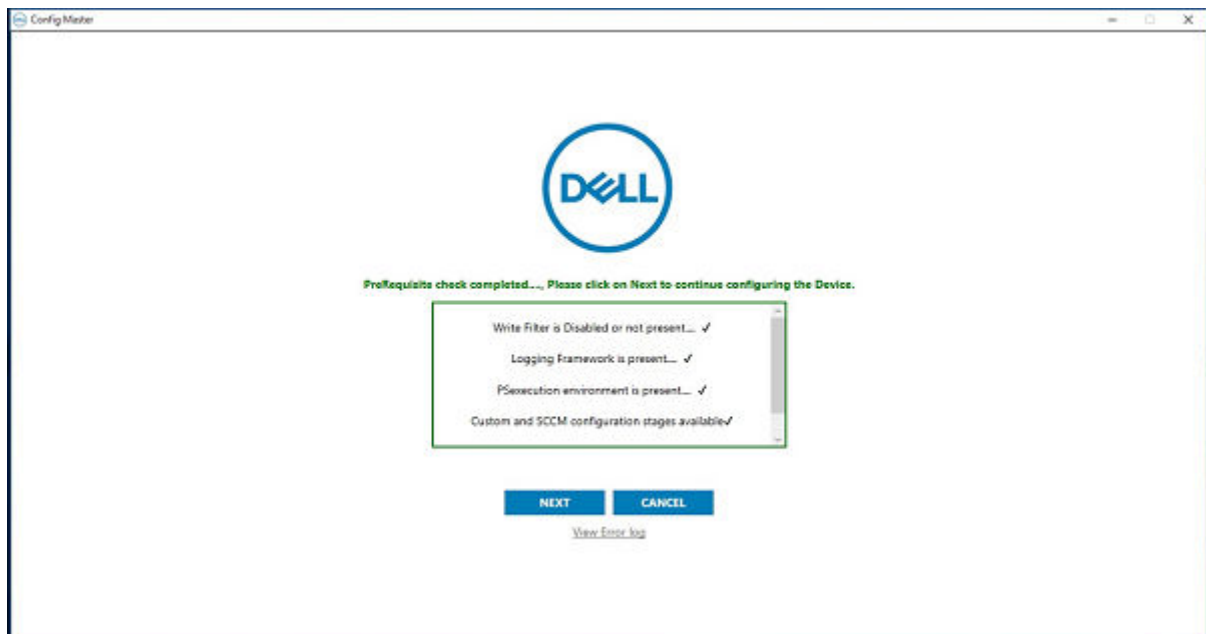 Config Master
DELL
PreRequisite check completed...., Please click on Next to continue configuring the Device.
Write Filter is Disabled or not present.... ✓
Logging Framework is present.... ✓
PSexecution environment is present.... ✓
Custom and SCCM configuration stages available✓
NEXT
CANCEL
View Error log